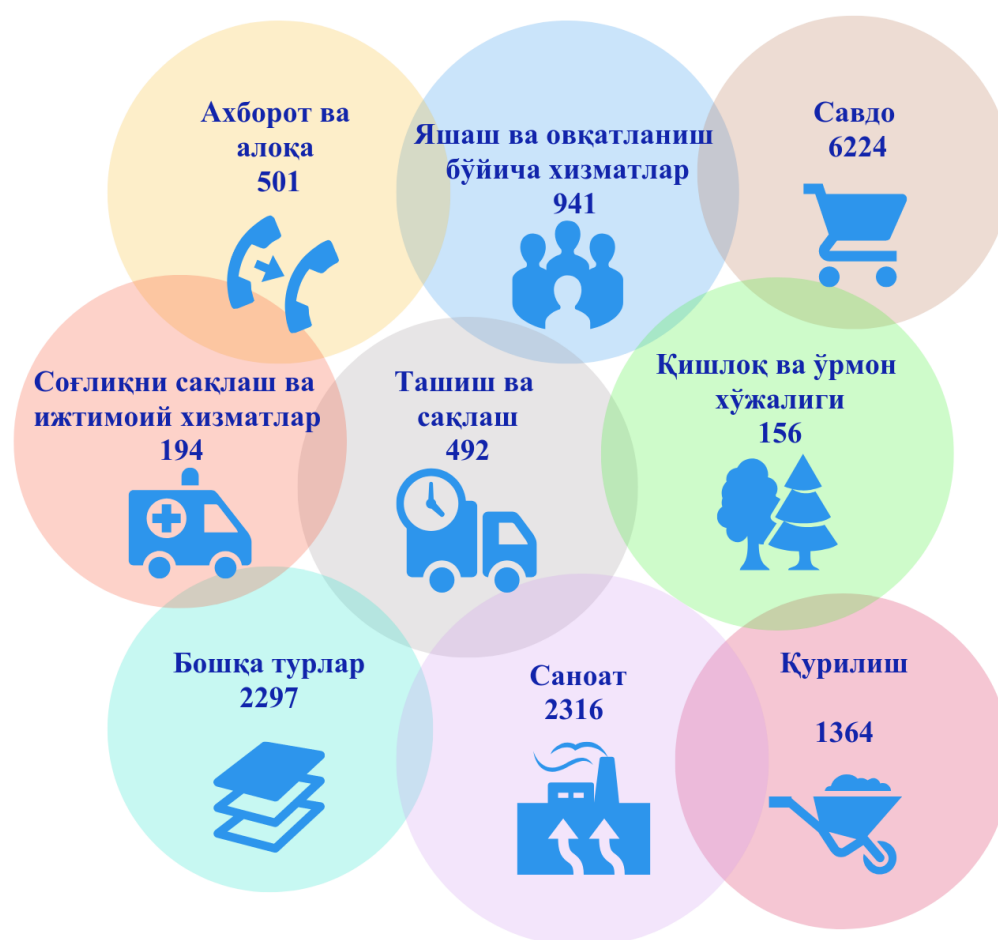 Ахборот ва
алоқа
501
Яшаш ва овқатланиш
бўйича хизматлар
941
Савдо
6224
Соғлиқни сақлаш ва
ижтимоий хизматлар
194
Ташиш ва
сақлаш
492
Қишлоқ ва ўрмон
хўжалиги
156
Бошқа турлар
2297
Саноат
2316
Қурилиш
1364